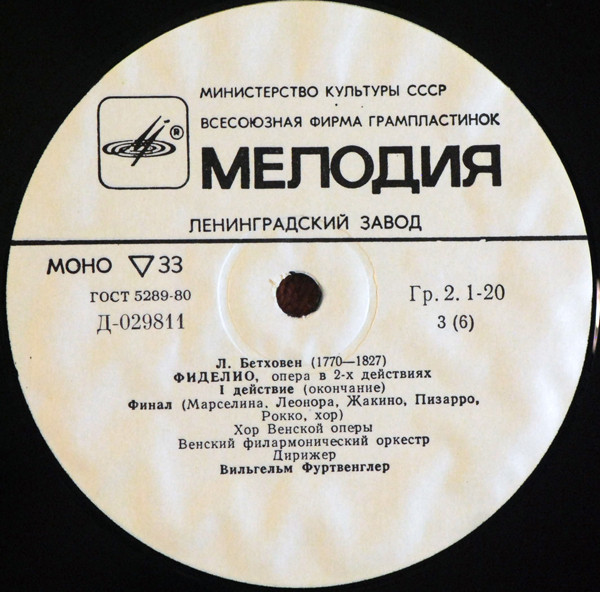 МИНИСТЕРСТВО КУЛЬТУРЫ СССР
ВСЕСОЮЗНАЯ ФИРМА ГРАМПЛАСТИНОК
®
МЕЛОДИЯ
ЛЕНИНГРАДСКИЙ ЗАВОД
МОНО ▽ 33
ГОСТ 5289-80
Гр. 2. 1-20
Д-029811
3 (6)
Л. Бетховен (1770—1827)
ФИДЕЛИО, опера в 2-х действиях
I действие (окончание)
Финал (Марселина, Леонора, Жакино, Пизарро,
Рокко, хор)
Хор Венской оперы
Венский филармонический оркестр
Дирижер
Вильгельм Фуртвенглер